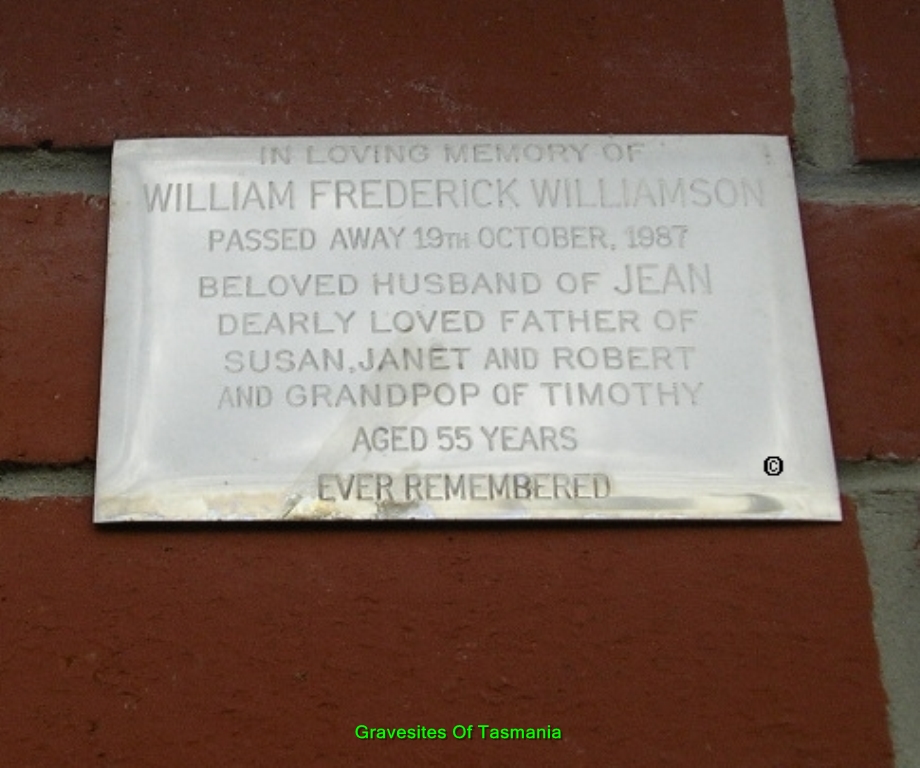 IN LOVING MEMORY OF
WILLIAM FREDERICK WILLIAMSON
PASSED AWAY 19TH OCTOBER, 1987
BELOVED HUSBAND OF JEAN
DEARLY LOVED FATHER OF
SUSAN, JANET AND ROBERT
AND GRANDPOP OF TIMOTHY
AGED 55 YEARS
©
EVER REMEMBERED
Gravesites Of Tasmania